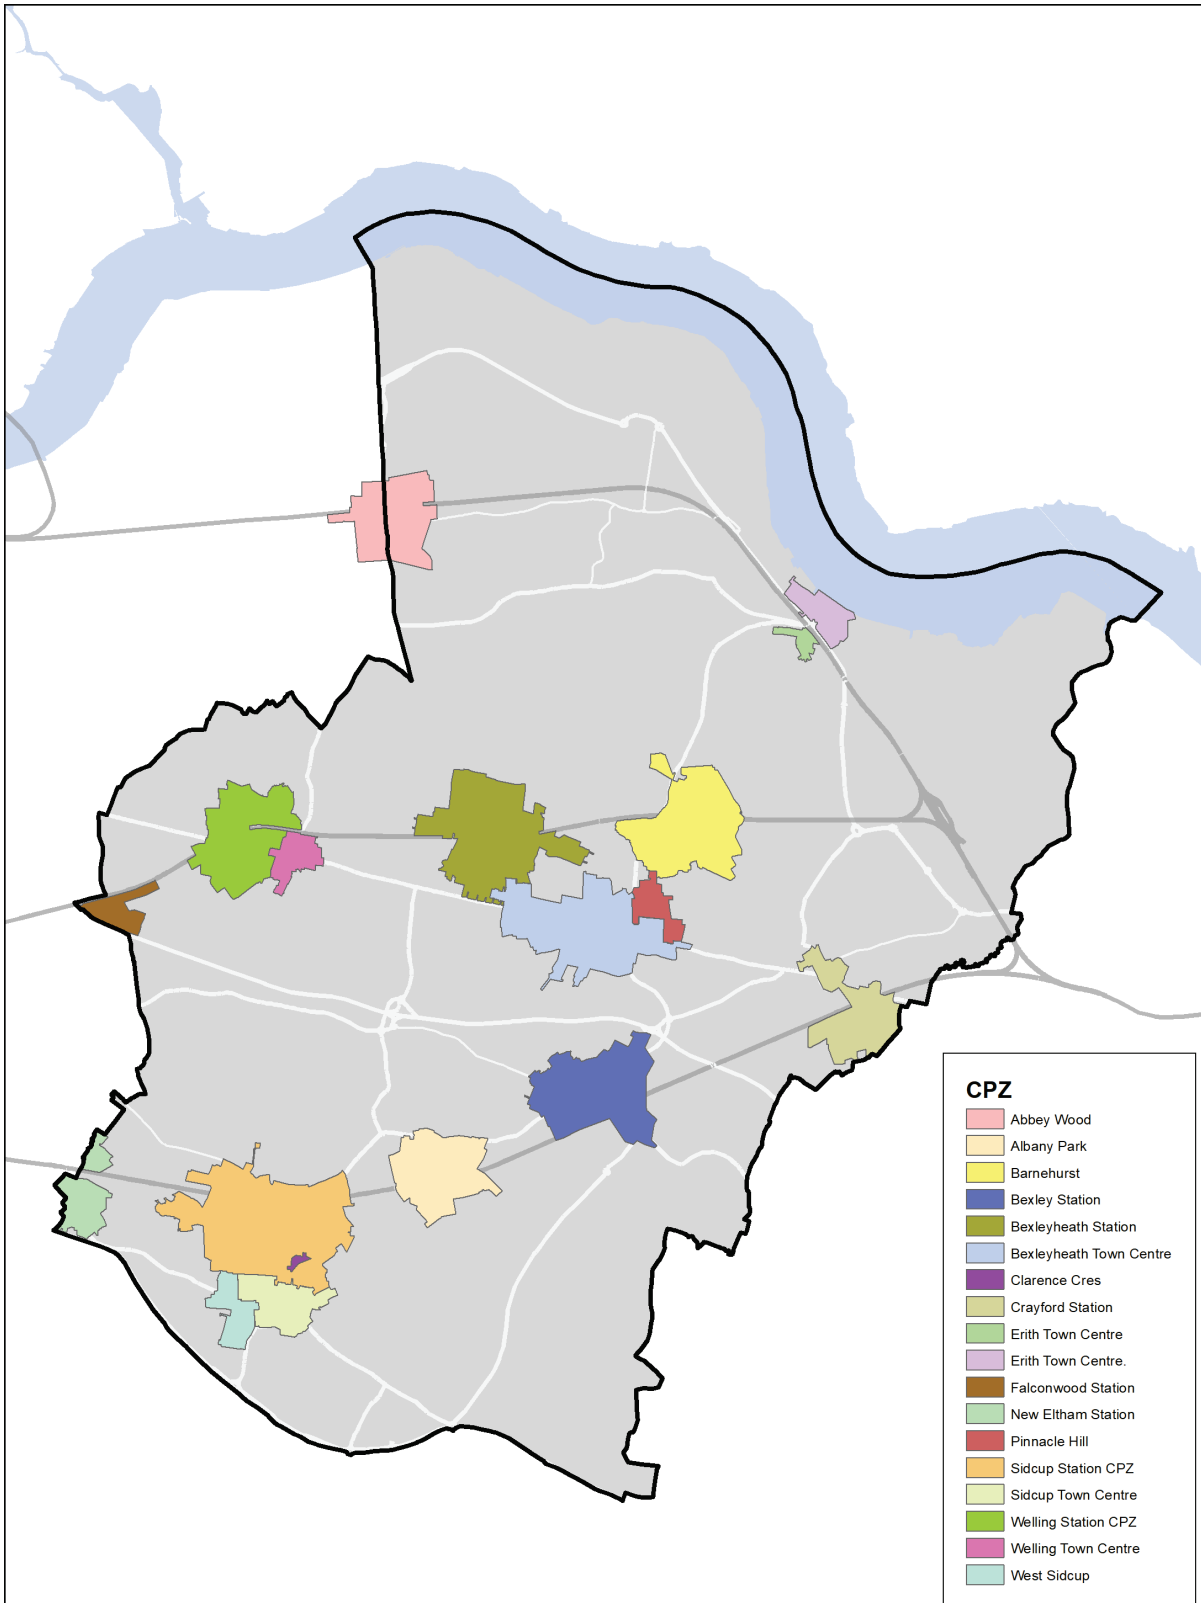 CPZ
Abbey Wood
Albany Park
Barnehurst
Bexley Station
Bexleyheath Station
Bexleyheath Town Centre
Clarence Cres
Crayford Station
Erith Town Centre
Erith Town Centre.
Falconwood Station
New Eltham Station
Pinnacle Hill
Sidcup Station CPZ
Sidcup Town Centre
Welling Station CPZ
Welling Town Centre
West Sidcup